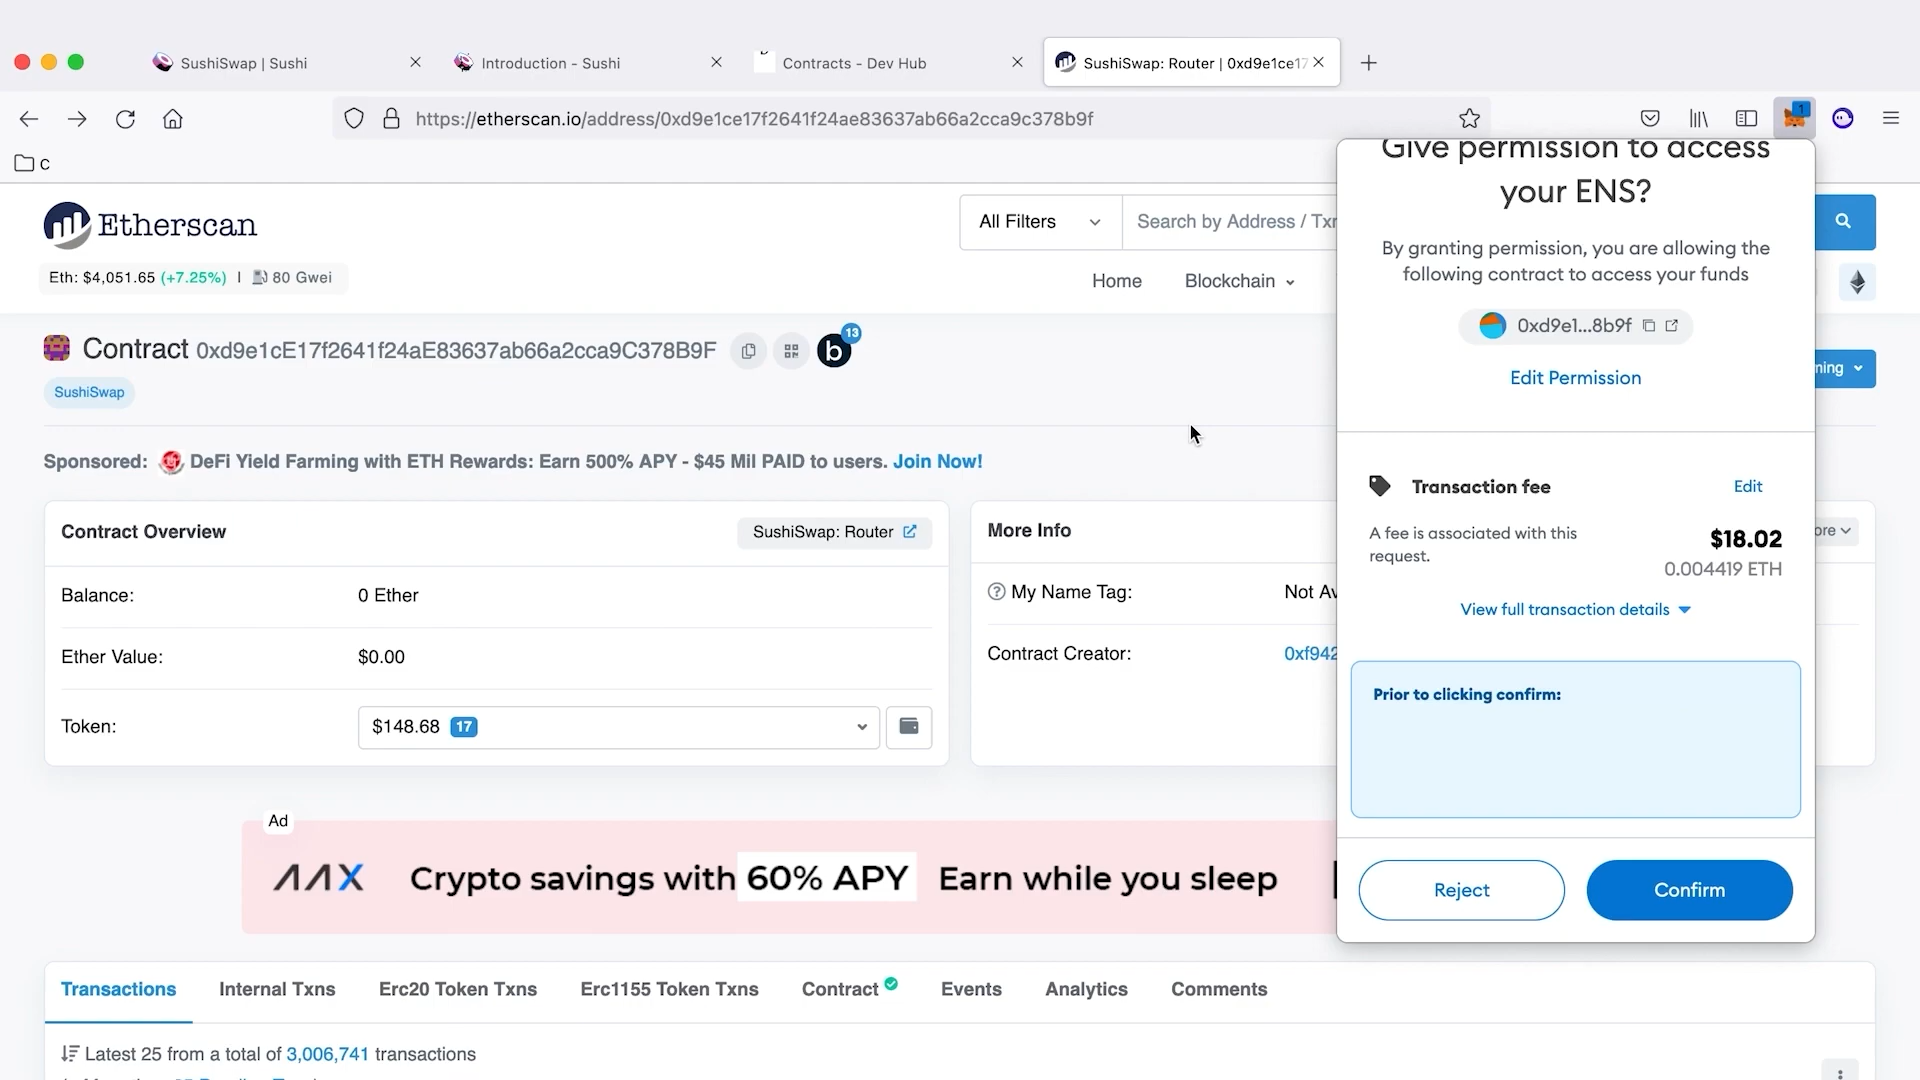 SushiSwap | Sushi
Introduction - Sushi
Contracts - Dev Hub
SushiSwap: Router | 0xd9e1ce17
https://etherscan.io/address/0xd9e1ce17f2641f24ae83637ab66a2cca9c378b9f
1
C
Etherscan
All Filters
Search by Address / Txn
Eth: $4,051.65 (+7.25%) | 80 Gwei
Home
Blockchain
Contract 0xd9e1cE17f2641f24aE83637ab66a2cca9C378B9F
b
13
SushiSwap
Sponsored: DeFi Yield Farming with ETH Rewards: Earn 500% APY - $45 Mil PAID to users. Join Now!
Contract Overview
SushiSwap: Router
Balance:
0 Ether
Ether Value:
$0.00
Token:
$148.68 17
More Info
My Name Tag:
Not Av
Contract Creator:
0xf942
Ad
AAX
Crypto savings with 60% APY Earn while you sleep
Transactions
Internal Txns
Erc20 Token Txns
Erc1155 Token Txns
Contract
Events
Analytics
Comments
Latest 25 from a total of 3,006,741 transactions
Give permission to access
your ENS?
By granting permission, you are allowing the
following contract to access your funds
0xd9e1...8b9f
Edit Permission
Transaction fee
Edit
A fee is associated with this
request.
$18.02
0.004419 ETH
View full transaction details
Prior to clicking confirm:
Reject
Confirm